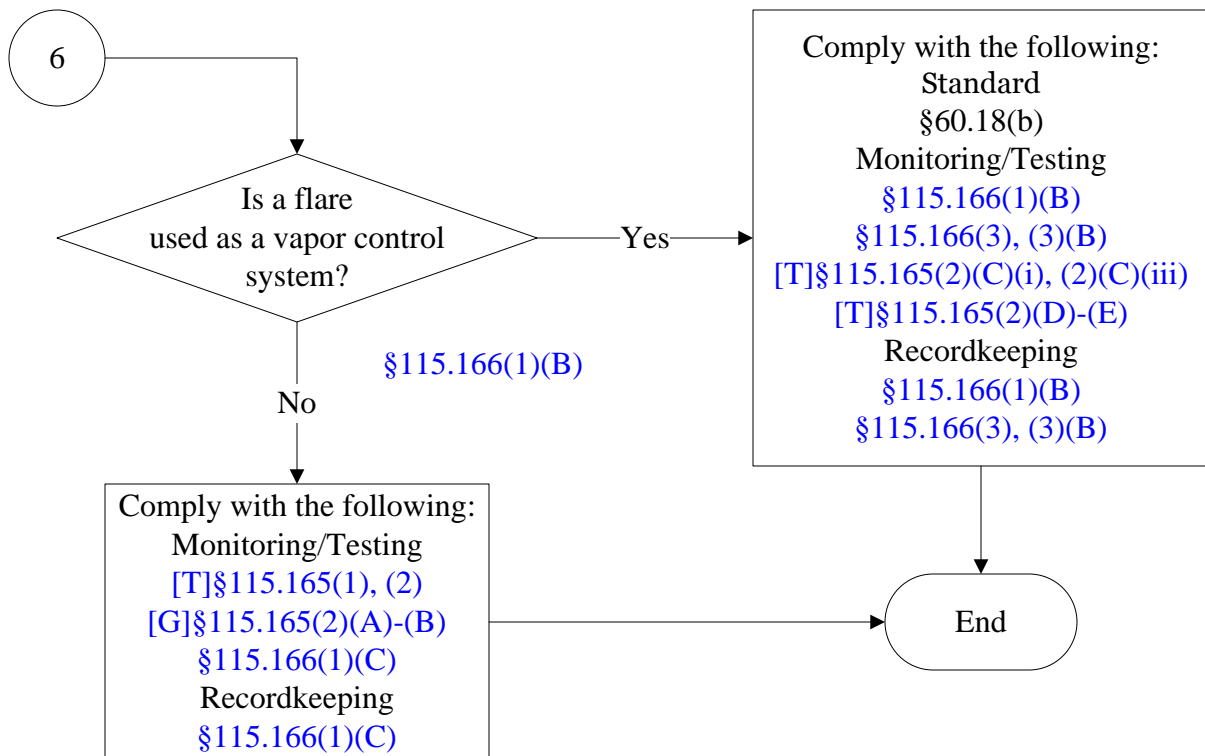 6
Is a flare
used as a vapor control
system?
Yes
§115.166(1)(B)
No
Comply with the following:
Standard
§60.18(b)
Monitoring/Testing
§115.166(1)(B)
§115.166(3), (3)(B)
[T]§115.165(2)(C)(i), (2)(C)(iii)
[T]§115.165(2)(D)-(E)
Recordkeeping
§115.166(1)(B)
§115.166(3), (3)(B)
Comply with the following:
Monitoring/Testing
[T]§115.165(1), (2)
[G]§115.165(2)(A)-(B)
§115.166(1)(C)
Recordkeeping
§115.166(1)(C)
End